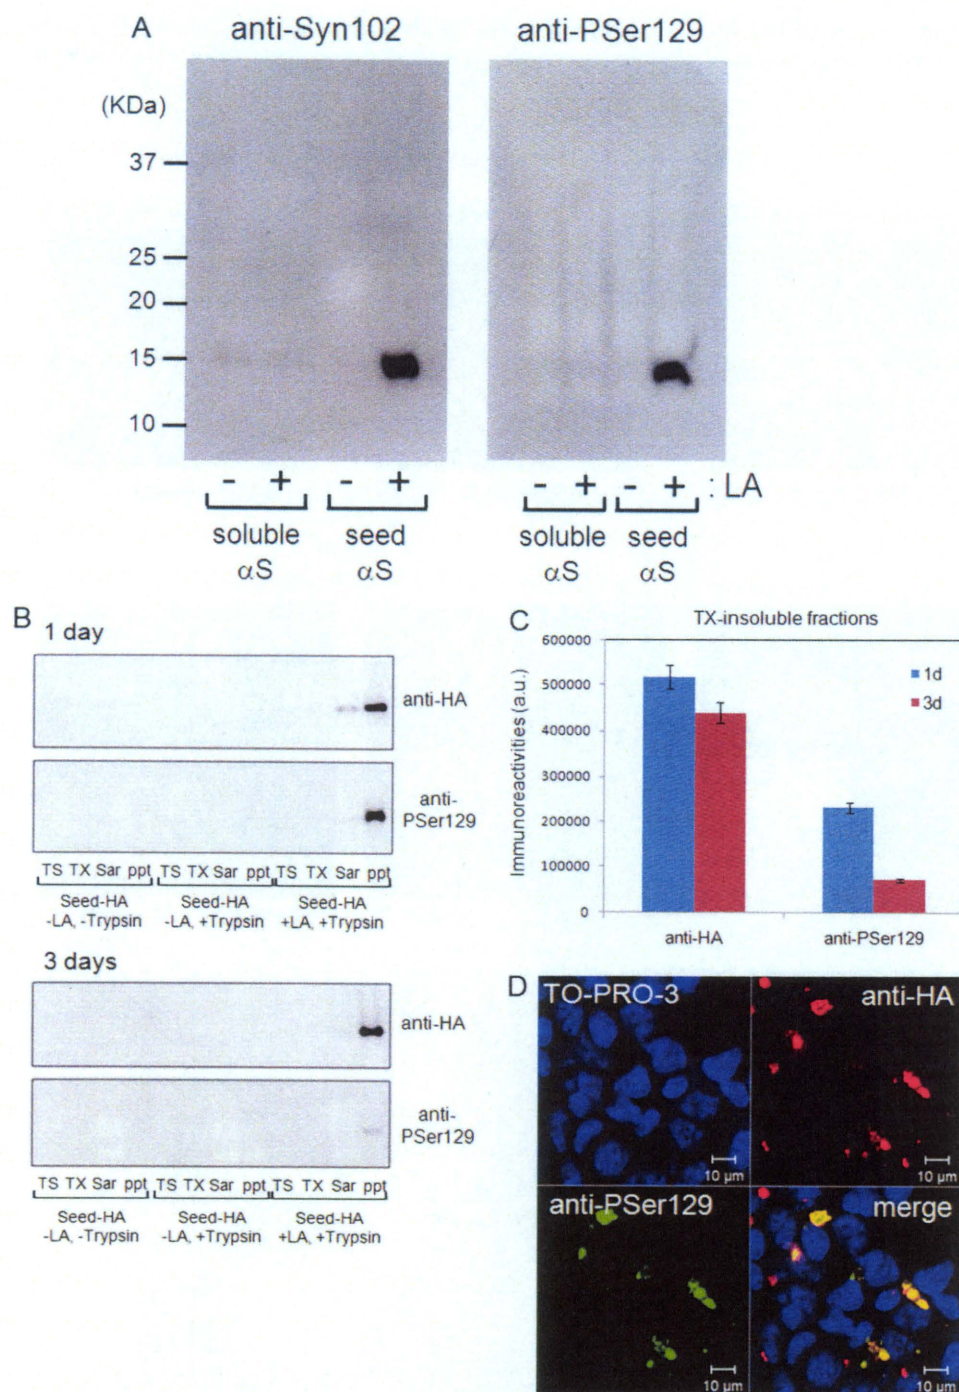 A
anti-Syn102
anti-PSer129
(KDa)
37
25
20
15
10
- + - +
- + - + : LA
soluble αS
seed αS
soluble αS
seed αS
B
1 day
anti-HA
anti-PSer129
TS TX Sar ppt TS TX Sar ppt TS TX Sar ppt
Seed-HA
-LA, -Trypsin
Seed-HA
-LA, +Trypsin
Seed-HA
+LA, +Trypsin
3 days
anti-HA
anti-PSer129
TS TX Sar ppt TS TX Sar ppt TS TX Sar ppt
Seed-HA
-LA, -Trypsin
Seed-HA
-LA, +Trypsin
Seed-HA
+LA, +Trypsin
C
TX-insoluble fractions
Immunoreactivities (a.u.)
600000
500000
400000
300000
200000
100000
0
1d
3d
anti-HA
anti-PSer129
D
TO-PRO-3
10 µm
anti-HA
10 µm
anti-PSer129
10 µm
merge
10 µm